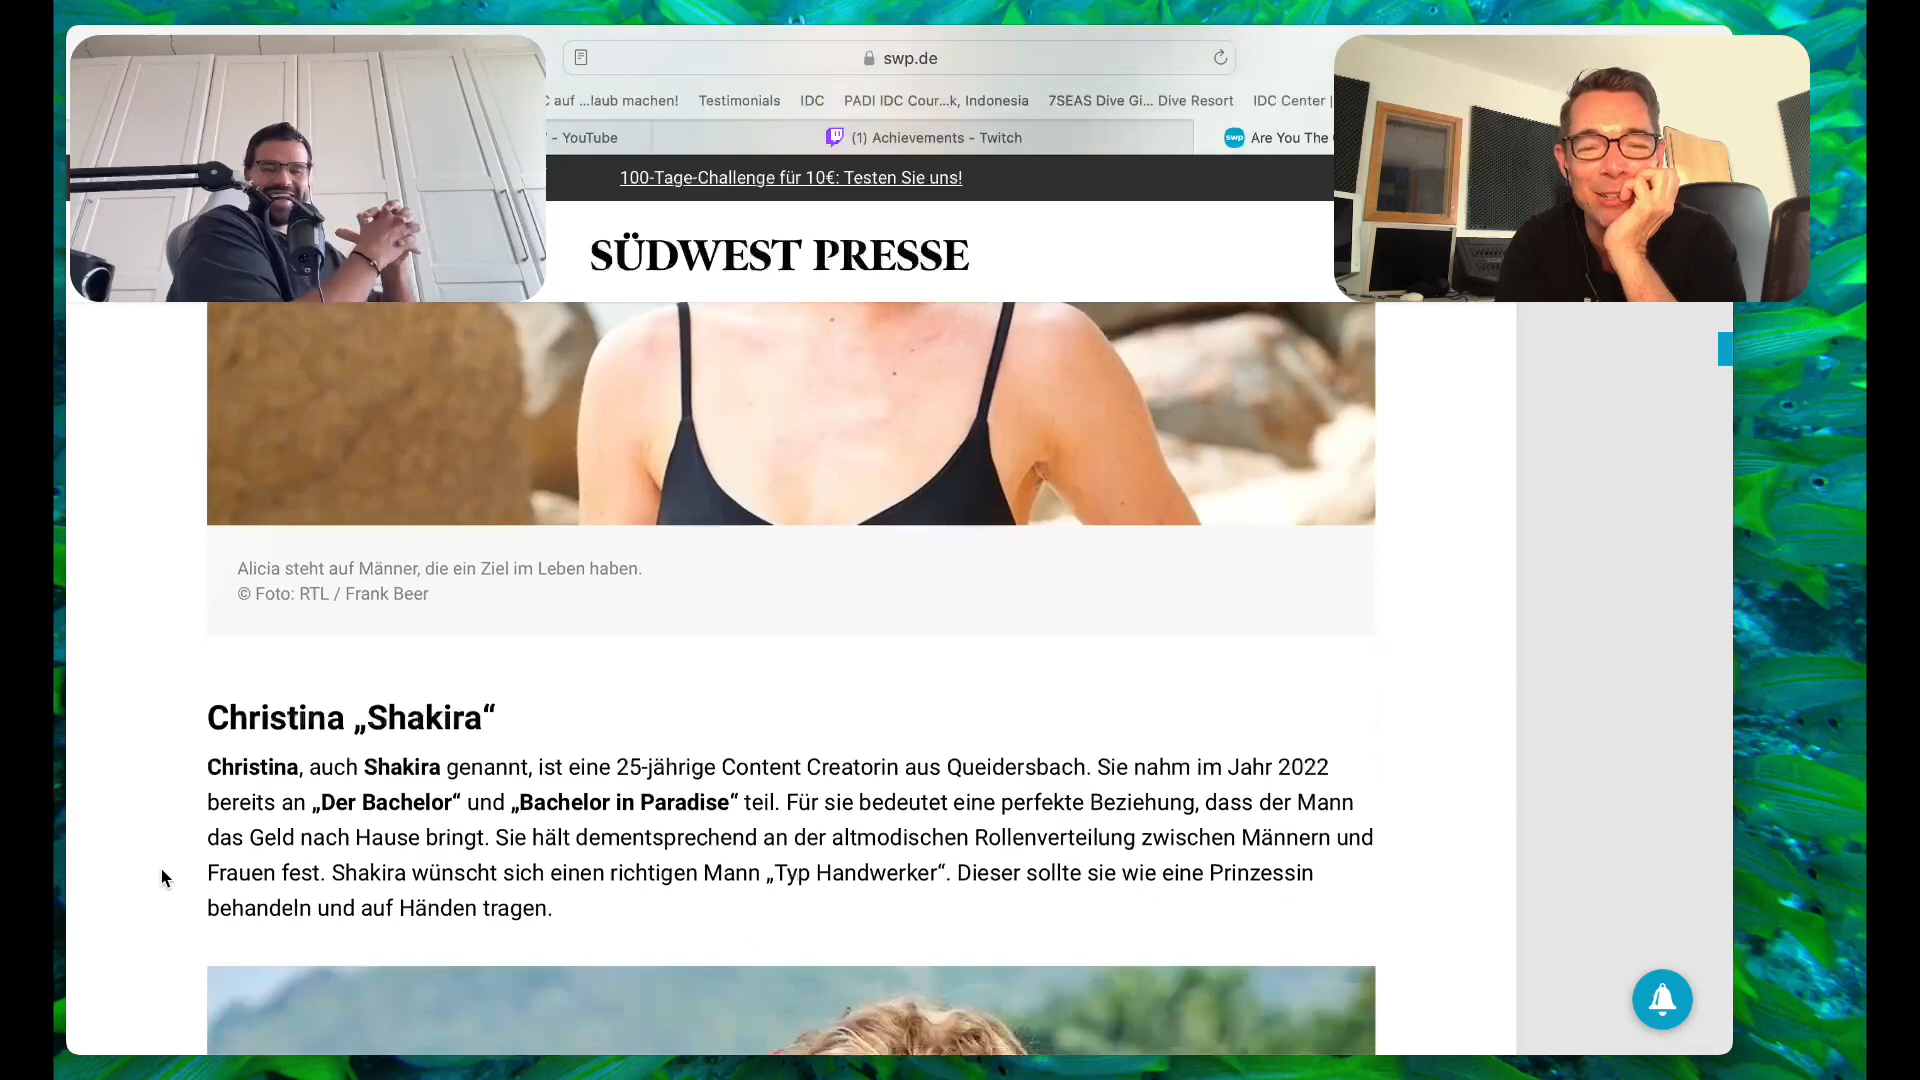 swp.de
C auf ...laub machen! Testimonials IDC PADI IDC Cour...k, Indonesia 7SEAS Dive Gi... Dive Resort IDC Center |
- YouTube (1) Achievements - Twitch swp Are You The
100-Tage-Challenge für 10€: Testen Sie uns!
SÜDWEST PRESSE
Alicia steht auf Männer, die ein Ziel im Leben haben.
© Foto: RTL / Frank Beer
Christina „Shakira“
Christina, auch Shakira genannt, ist eine 25-jährige Content Creatorin aus Queidersbach. Sie nahm im Jahr 2022
bereits an „Der Bachelor“ und „Bachelor in Paradise“ teil. Für sie bedeutet eine perfekte Beziehung, dass der Mann
das Geld nach Hause bringt. Sie hält dementsprechend an der altmodischen Rollenverteilung zwischen Männern und
Frauen fest. Shakira wünscht sich einen richtigen Mann „Typ Handwerker“. Dieser sollte sie wie eine Prinzessin
behandeln und auf Händen tragen.